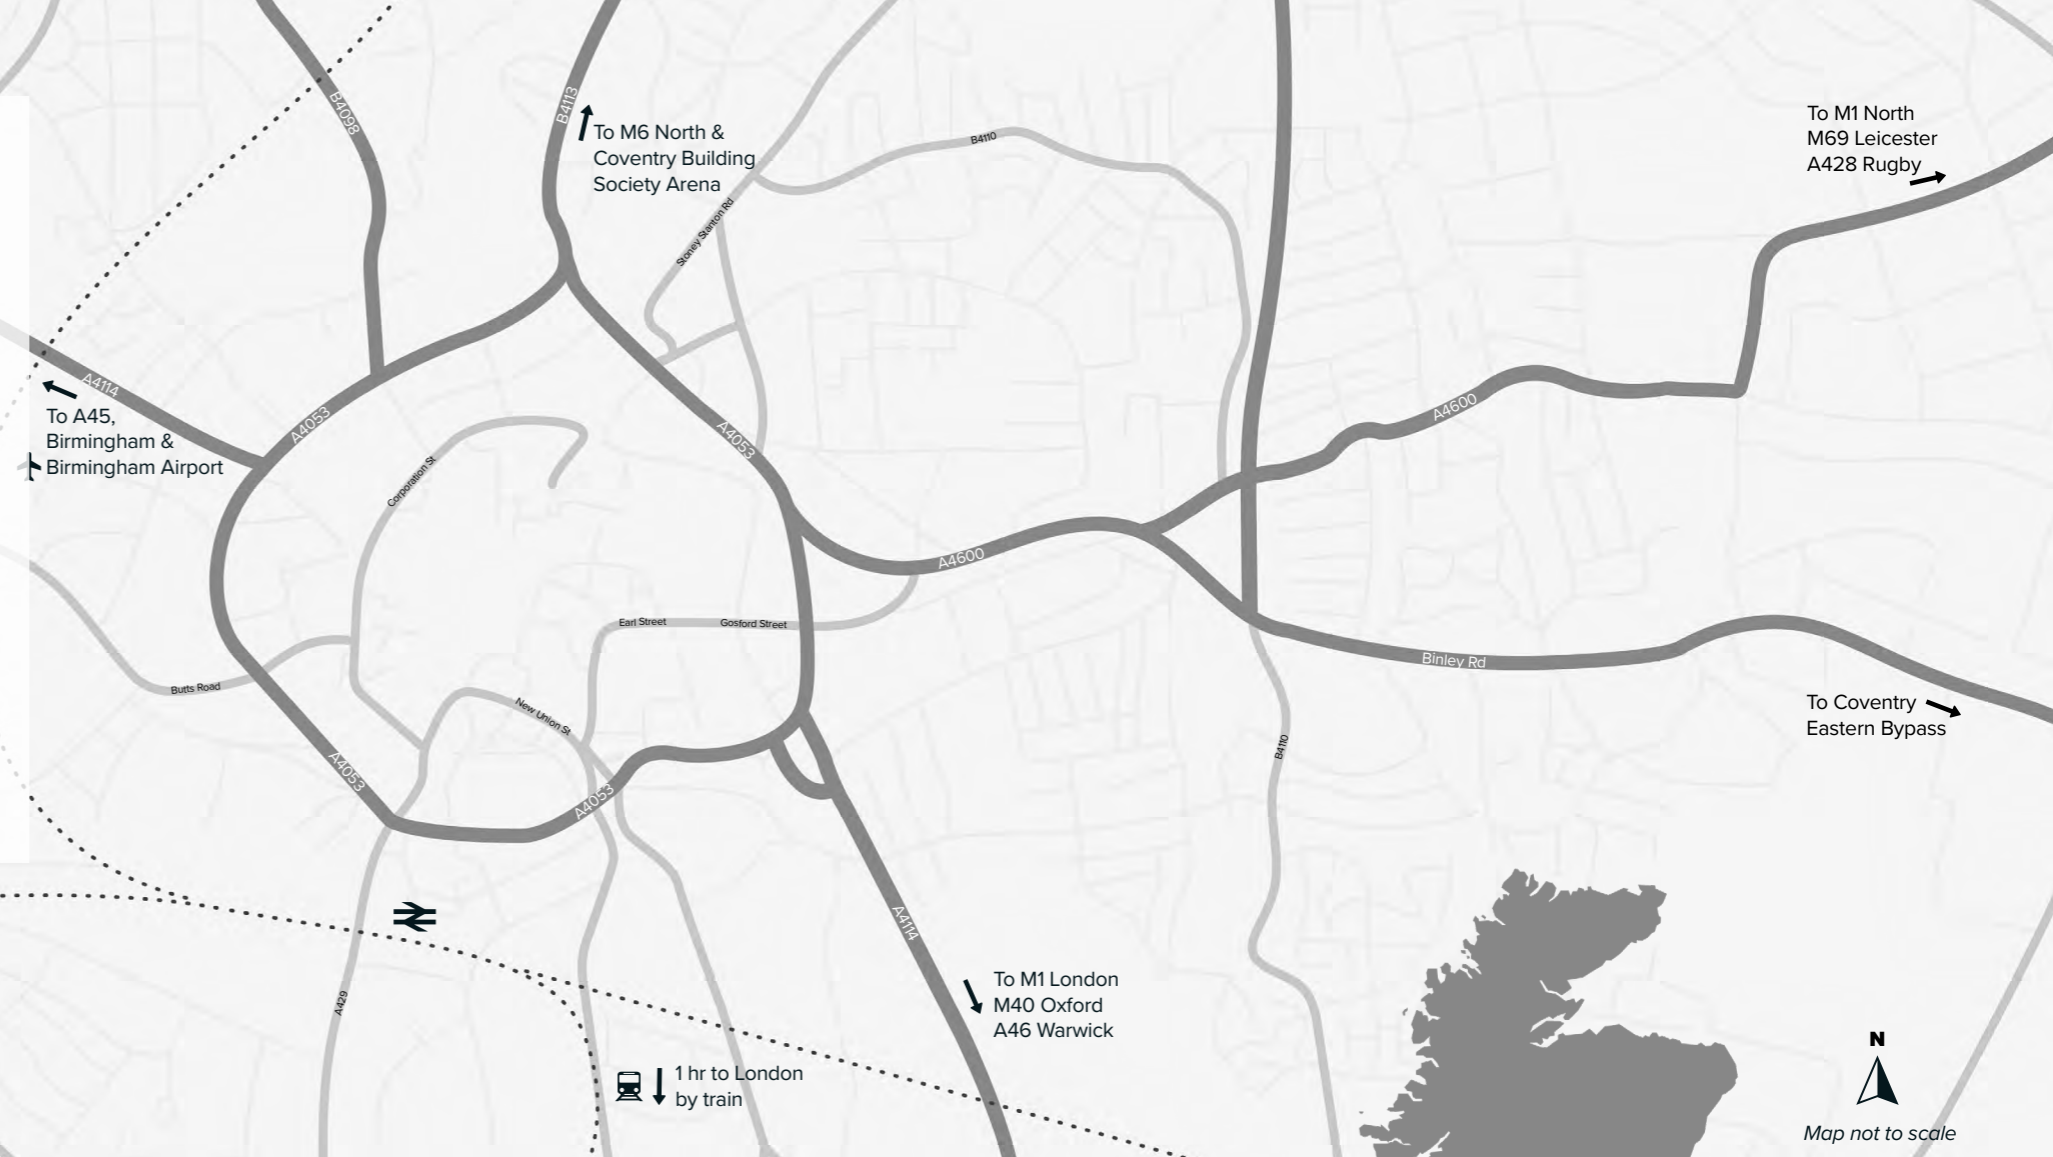 B4098
B4113
To M6 North &
Coventry Building
Society Arena
B4110
To M1 North
M69 Leicester
A428 Rugby
Stoney Stanton Rd
A4114
To A45,
Birmingham &
Birmingham Airport
A4053
A4053
A4600
Corporation St
A4600
Earl Street
Gosford Street
Binley Rd
Butts Road
New Union St
To Coventry
Eastern Bypass
B4110
A4053
A4053
A4114
A429
To M1 London
M40 Oxford
A46 Warwick
1 hr to London
by train
N
Map not to scale